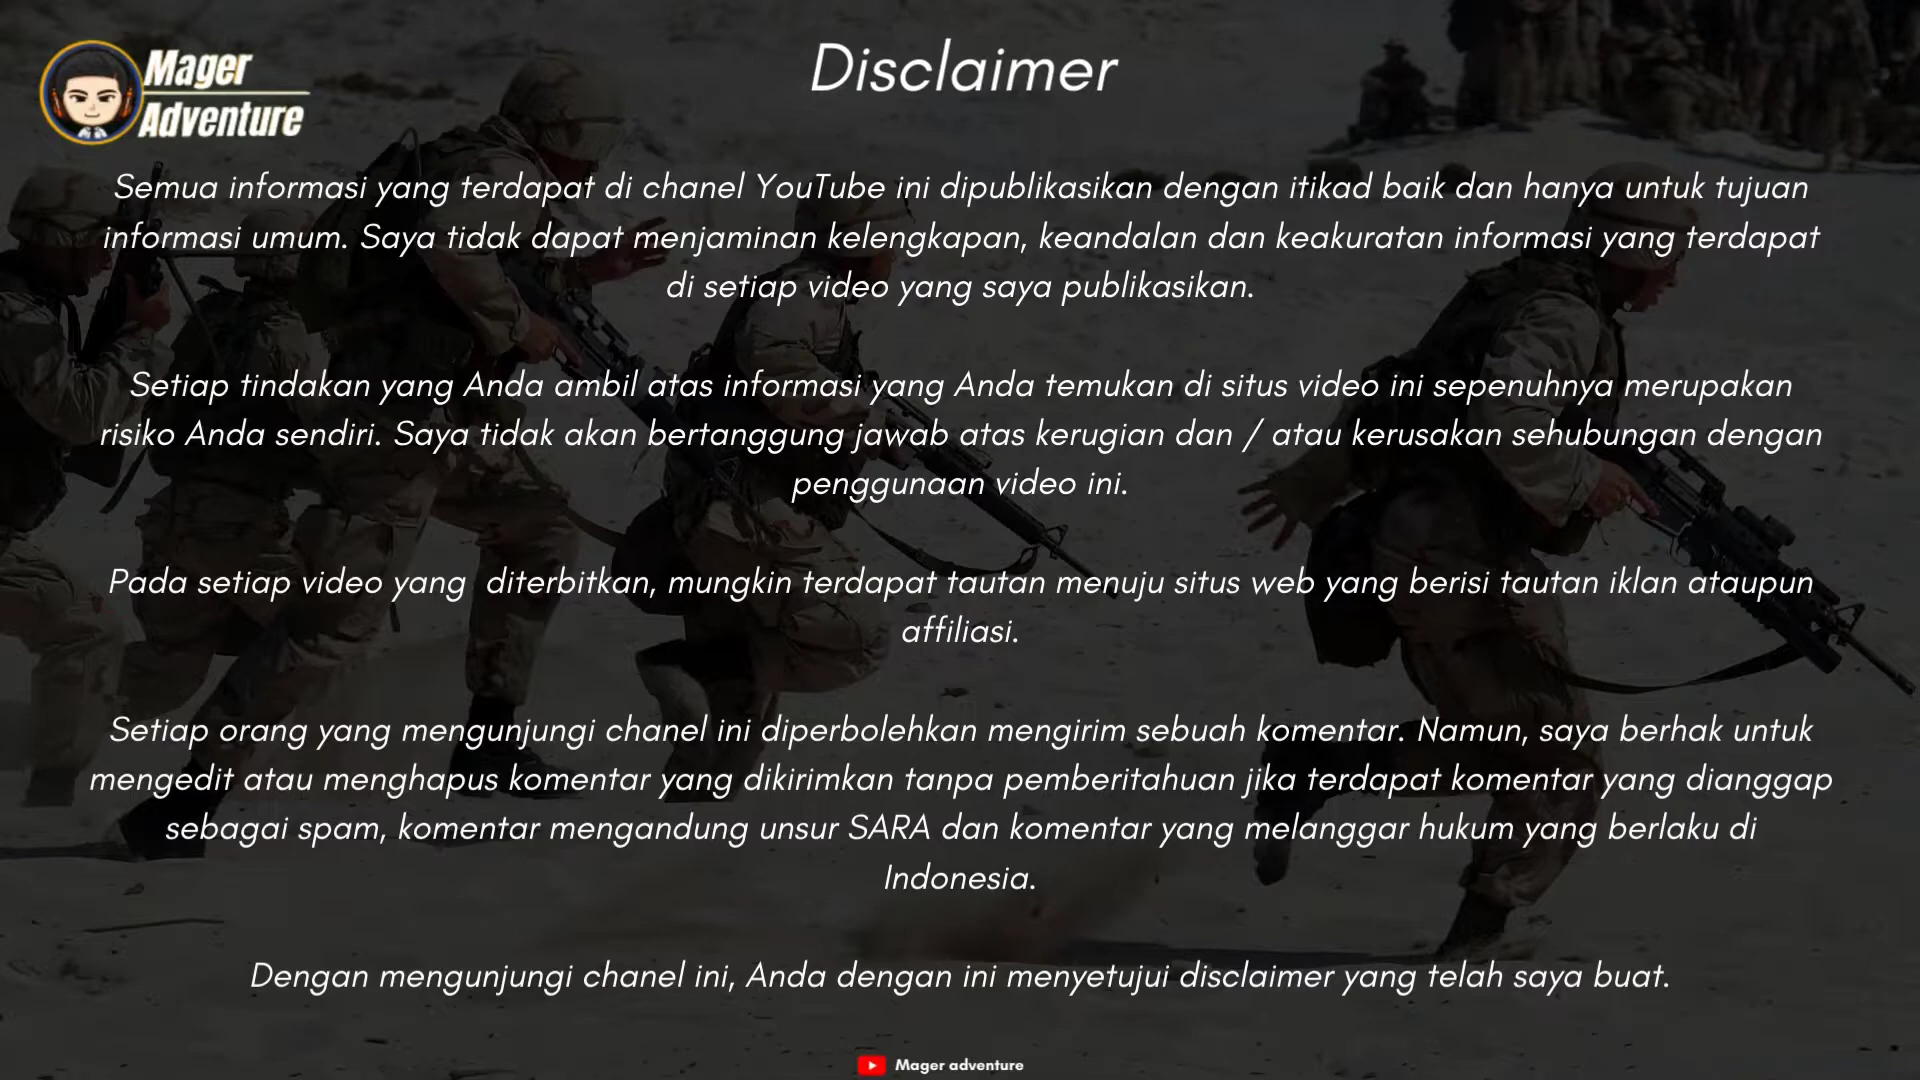 Mager
Adventure
Disclaimer
Semua informasi yang terdapat di chanel YouTube ini dipublikasikan dengan itikad baik dan hanya untuk tujuan
informasi umum. Saya tidak dapat menjaminan kelengkapan, keandalan dan keakuratan informasi yang terdapat
di setiap video yang saya publikasikan.
Setiap tindakan yang Anda ambil atas informasi yang Anda temukan di situs video ini sepenuhnya merupakan
risiko Anda sendiri. Saya tidak akan bertanggung jawab atas kerugian dan / atau kerusakan sehubungan dengan
penggunaan video ini.
Pada setiap video yang  diterbitkan, mungkin terdapat tautan menuju situs web yang berisi tautan iklan ataupun
affiliasi.
Setiap orang yang mengunjungi chanel ini diperbolehkan mengirim sebuah komentar. Namun, saya berhak untuk
mengedit atau menghapus komentar yang dikirimkan tanpa pemberitahuan jika terdapat komentar yang dianggap
sebagai spam, komentar mengandung unsur SARA dan komentar yang melanggar hukum yang berlaku di
Indonesia.
Dengan mengunjungi chanel ini, Anda dengan ini menyetujui disclaimer yang telah saya buat.
Mager adventure